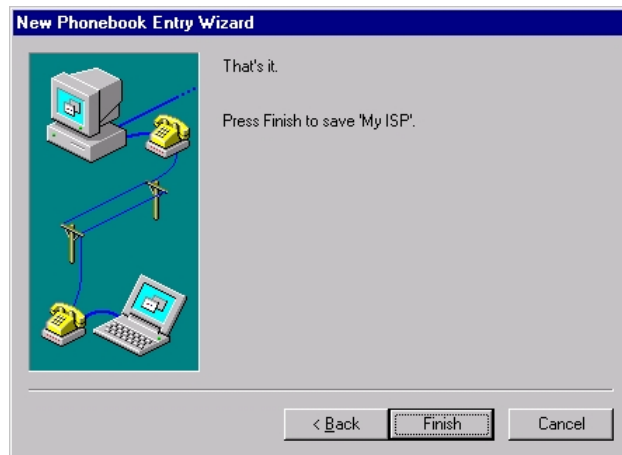 New Phonebook Entry Wizard
That's it.
Press Finish to save 'My ISP'.
< Back
Finish
Cancel